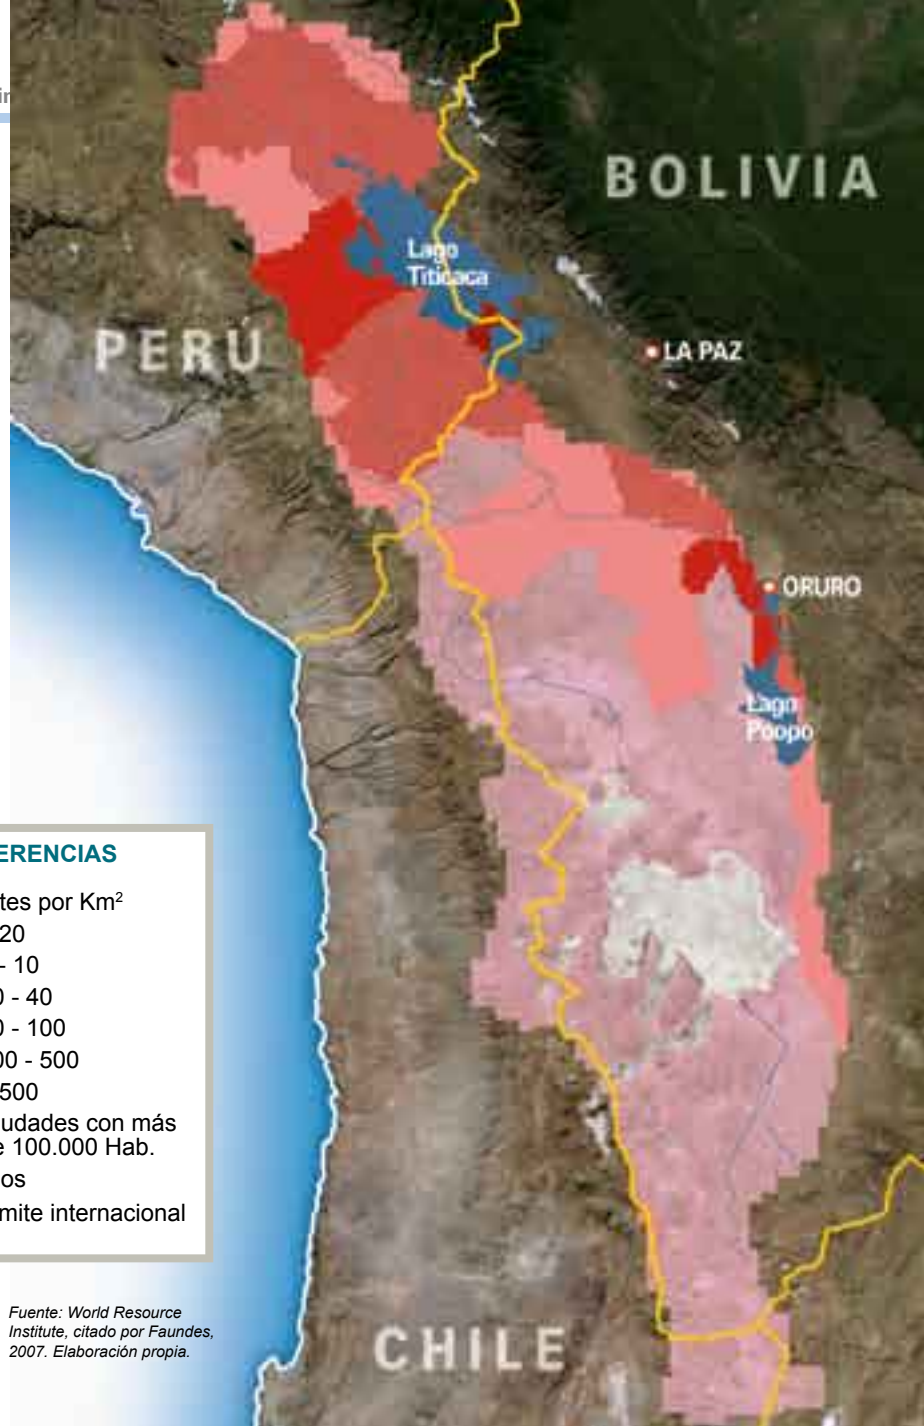 BOLIVIA
Lago
Titicaca
PERÚ
LA PAZ
ORURO
Lago
Poopó
ERENCIAS
tes por Km²
20
- 10
0 - 40
0 - 100
00 - 500
500
udades con más
e 100.000 Hab.
os
mite internacional
Fuente: World Resource
Institute, citado por Faundes,
2007. Elaboración propia.
CHILE